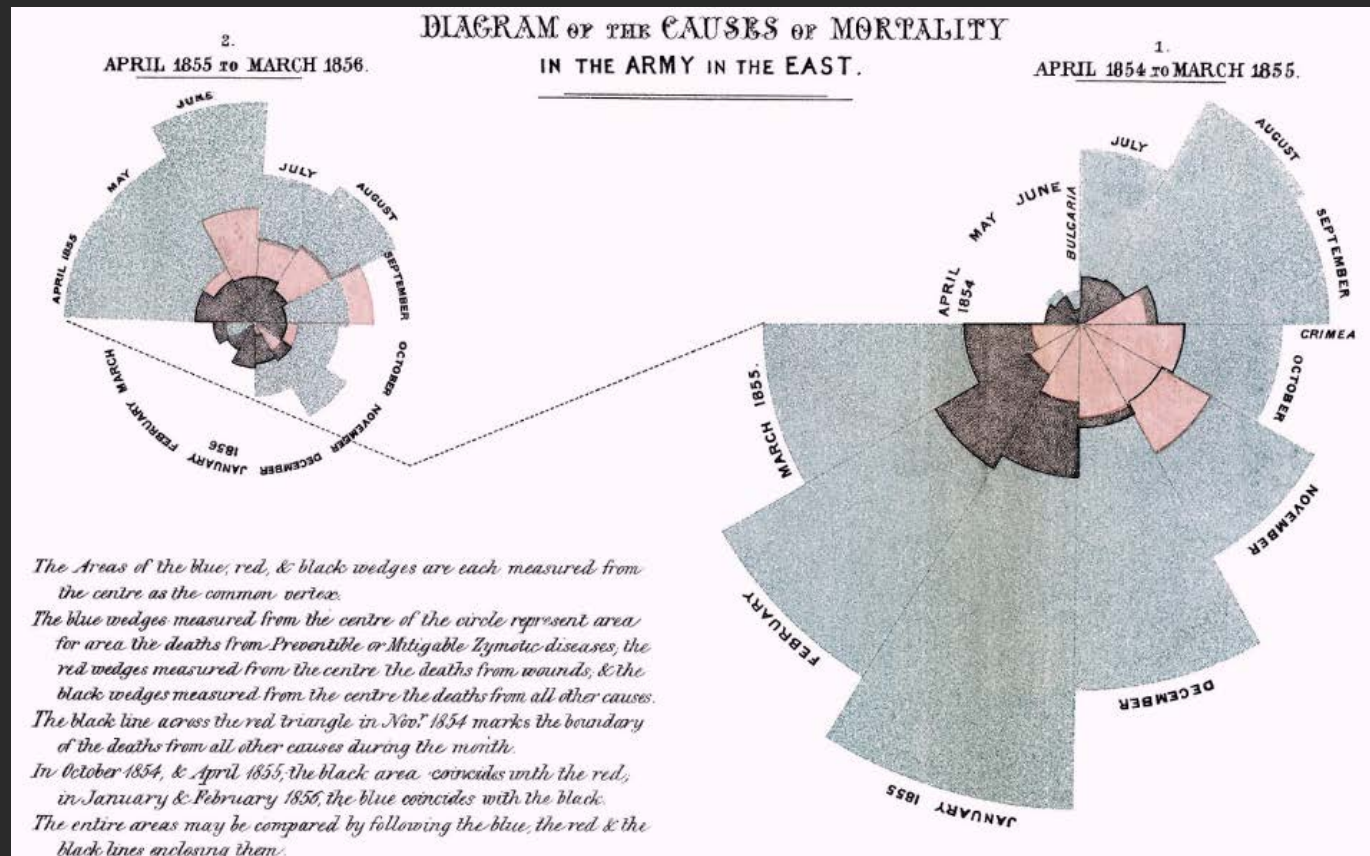 DIAGRAM OF THE CAUSES OF MORTALITY
IN THE ARMY IN THE EAST.
2.
APRIL 1855 TO MARCH 1856.
1.
APRIL 1854 TO MARCH 1855.
APRIL 1855
MAY
JUNE
JULY
AUGUST
SEPTEMBER
OCTOBER
NOVEMBER
DECEMBER
JANUARY
1856
FEBRUARY
MARCH
APRIL
1854
MAY
JUNE
BULGARIA
JULY
AUGUST
SEPTEMBER
CRIMEA
OCTOBER
NOVEMBER
DECEMBER
JANUARY 1855
FEBRUARY
MARCH 1855.
The Areas of the blue, red, & black wedges are each measured from
the centre as the common vertex.
The blue wedges measured from the centre of the circle represent area
for area the deaths from Preventible or Mitigable Zymotic diseases; the
red wedges measured from the centre the deaths from wounds, & the
black wedges measured from the centre the deaths from all other causes.
The black line across the red triangle in Novr. 1854 marks the boundary
of the deaths from all other causes during the month.
In October 1854, & April 1855, the black area coincides with the red;
in January & February 1856, the blue coincides with the black.
The entire areas may be compared by following the blue, the red & the
black lines enclosing them.